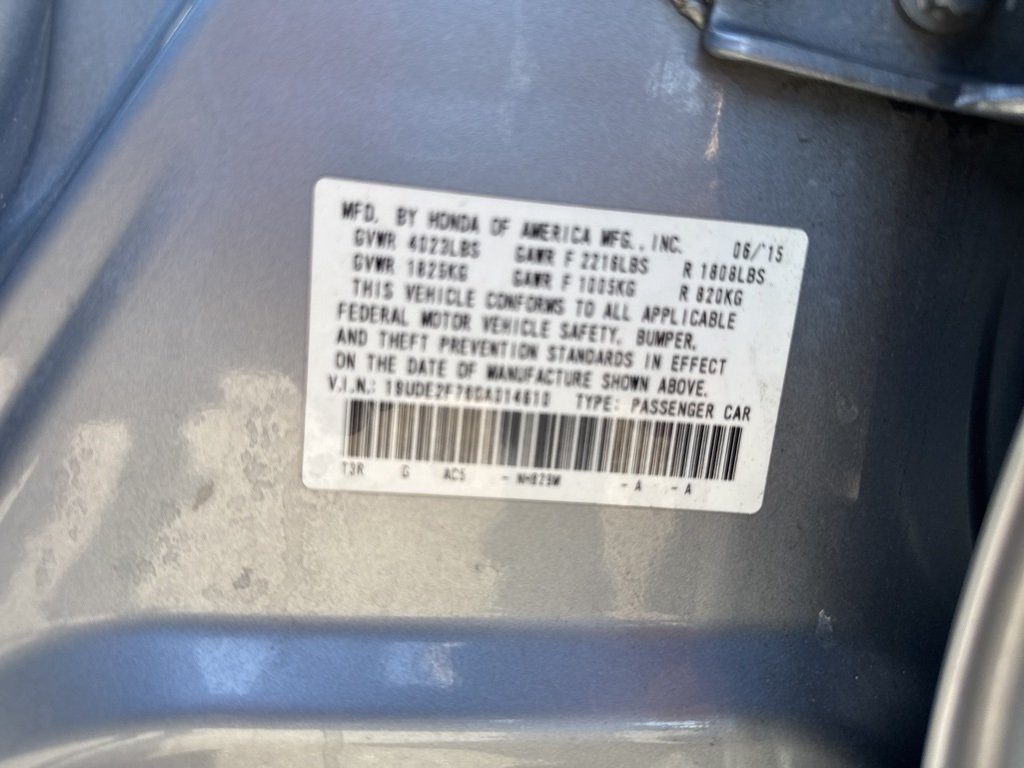 MFD. BY HONDA OF AMERICA MFG., INC. 06/'15
GVWR 4023LBS GAWR F 2216LBS R 1808LBS
GVWR 1825KG GAWR F 1005KG R 820KG
THIS VEHICLE CONFORMS TO ALL APPLICABLE
FEDERAL MOTOR VEHICLE SAFETY, BUMPER,
AND THEFT PREVENTION STANDARDS IN EFFECT
ON THE DATE OF MANUFACTURE SHOWN ABOVE.
V.I.N.: 19UDE2F76GA014610 TYPE: PASSENGER CAR
T3R G AC5 - NH829M - A - A